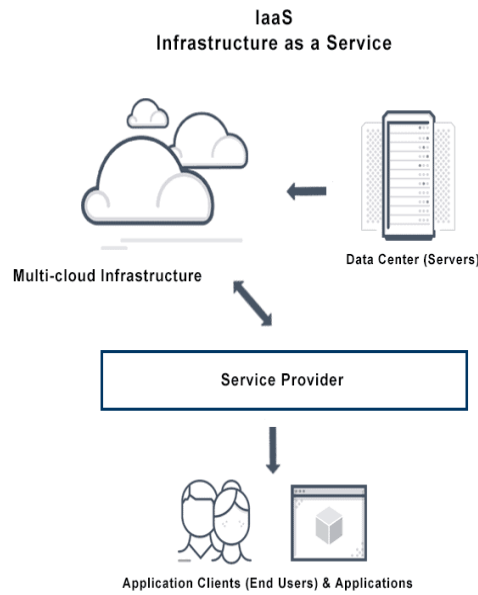 IaaS
Infrastructure as a Service
Data Center (Servers)
Multi-cloud Infrastructure
Service Provider
Application Clients (End Users) & Applications